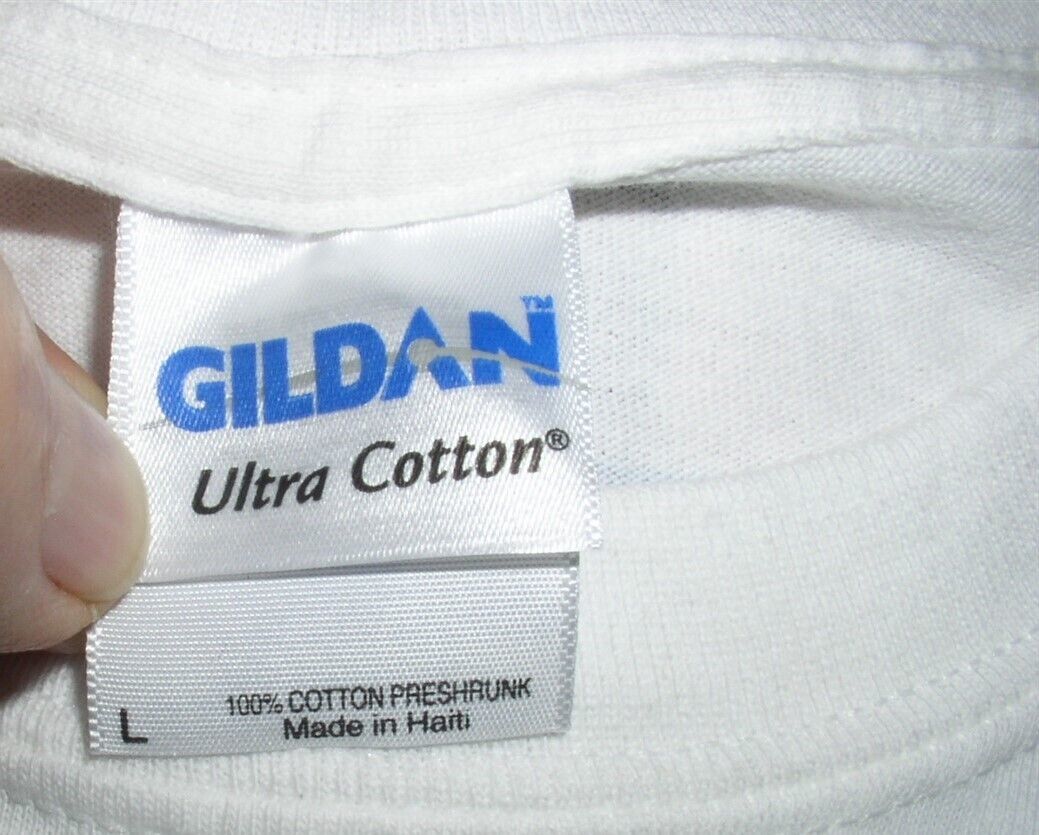 GILDAN™
Ultra Cotton®
100% COTTON PRESHRUNK
Made in Haiti
L